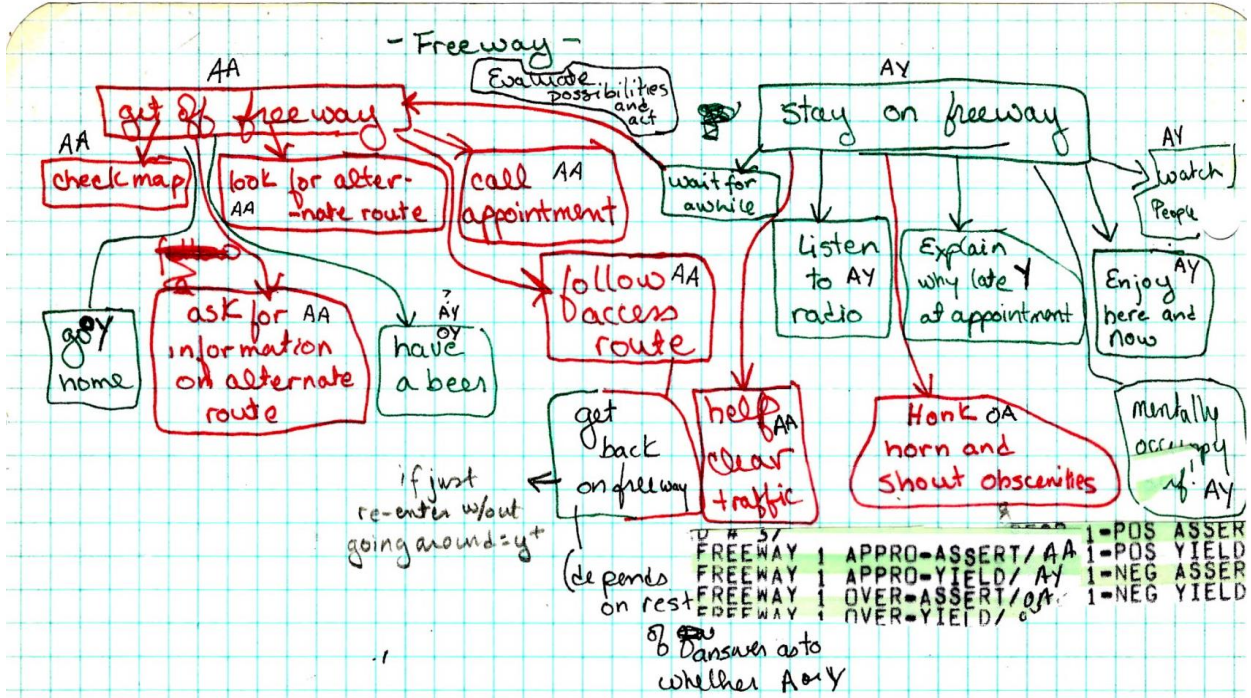 - Freeway -
Evaluate
possibilities
and
act
AA
get off freeway
AY
stay on freeway
AA
check map
look for alter-
AA -nate route
call AA
appointment
wait for
awhile
AY
watch
People
follow AA
access
route
Listen
to AY
radio
Explain
why late Y
at appointment
AY
Enjoy
here and
now
go OY
home
ask for AA
information
on alternate
route
?
AY
OY
have
a beer
get
back
on freeway
help
AA
clear
traffic
Honk OA
horn and
shout obscenities
mentally
occupy
AY
if just
re-enter w/out
going around = y+
(depends
on rest
of answer as to
whether A or Y
FREEWAY 1 APPRO-ASSERT/ AA
FREEWAY 1 APPRO-YIELD/ AY
FREEWAY 1 OVER-ASSERT/ OA
FREEWAY 1 OVER-YIELD/
1-POS ASSER
1-POS YIELD
1-NEG ASSER
1-NEG YIELD